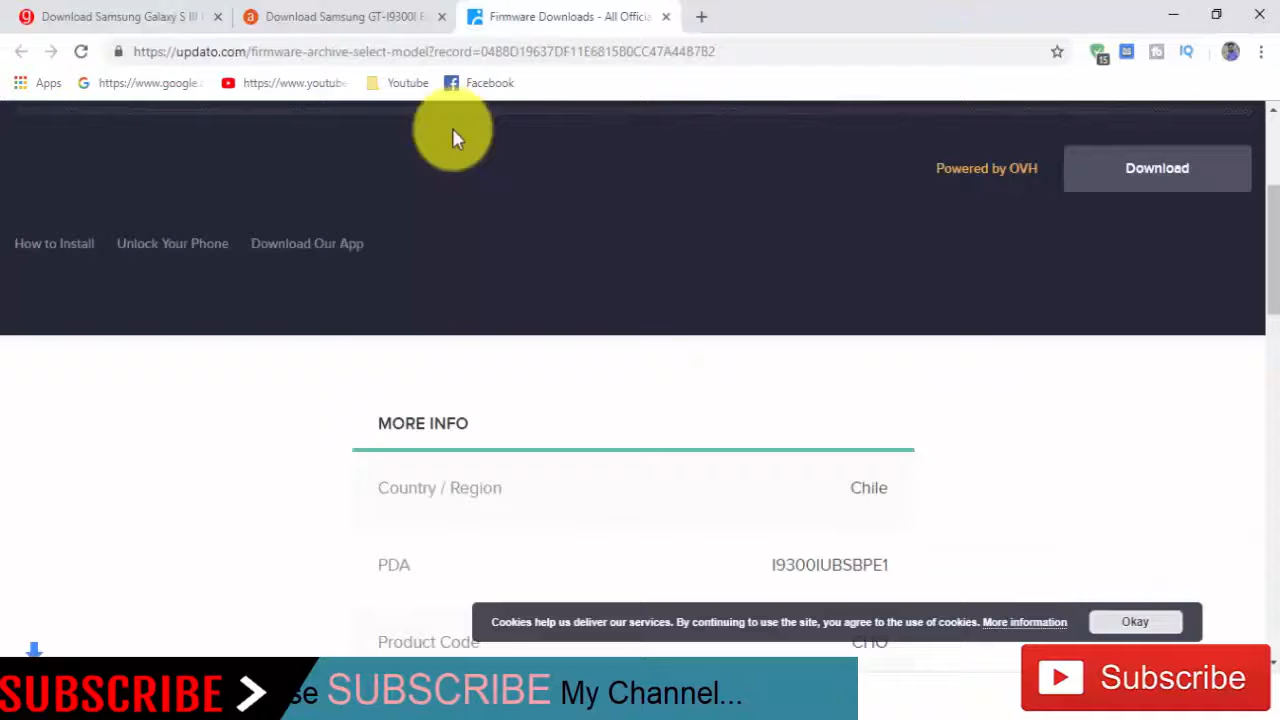 Download Samsung Galaxy S III
Download Samsung GT-I9300I
Firmware Downloads - All Officia
https://updato.com/firmware-archive-select-model?record=04B8D19637DF11E6815B0CC47A44B7B2
15
Apps
https://www.google.
https://www.youtube
Youtube
Facebook
Powered by OVH
Download
How to Install
Unlock Your Phone
Download Our App
MORE INFO
Country / Region
Chile
PDA
I9300IUBSBPE1
Cookies help us deliver our services. By continuing to use the site, you agree to the use of cookies. More information
Okay
Product Code
CHO
SUBSCRIBE
se SUBSCRIBE My Channel...
Subscribe